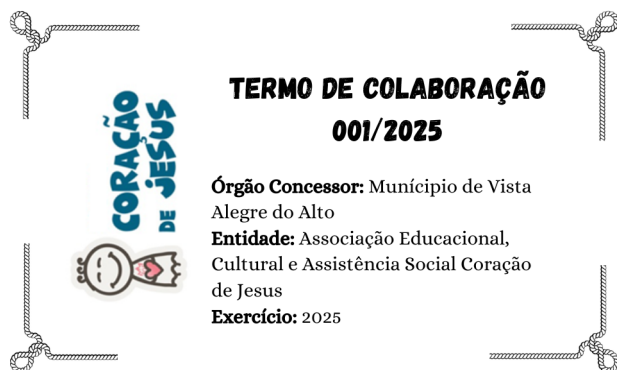 CORAÇÃO
DE JESUS
TERMO DE COLABORAÇÃO
001/2025
Órgão Concessor: Munícipio de Vista
Alegre do Alto
Entidade: Associação Educacional,
Cultural e Assistência Social Coração
de Jesus
Exercício: 2025